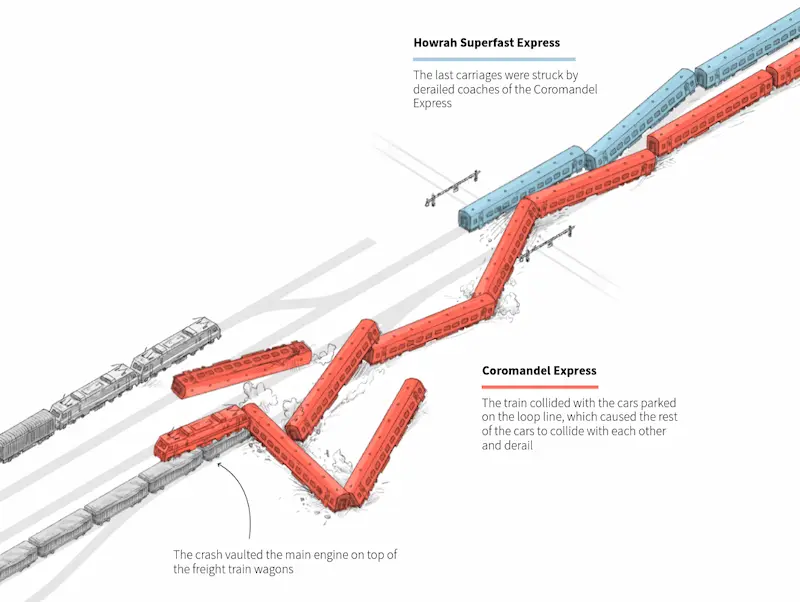 Howrah Superfast Express
The last carriages were struck by
derailed coaches of the Coromandel
Express
Coromandel Express
The train collided with the cars parked
on the loop line, which caused the rest
of the cars to collide with each other
and derail
The crash vaulted the main engine on top of
the freight train wagons